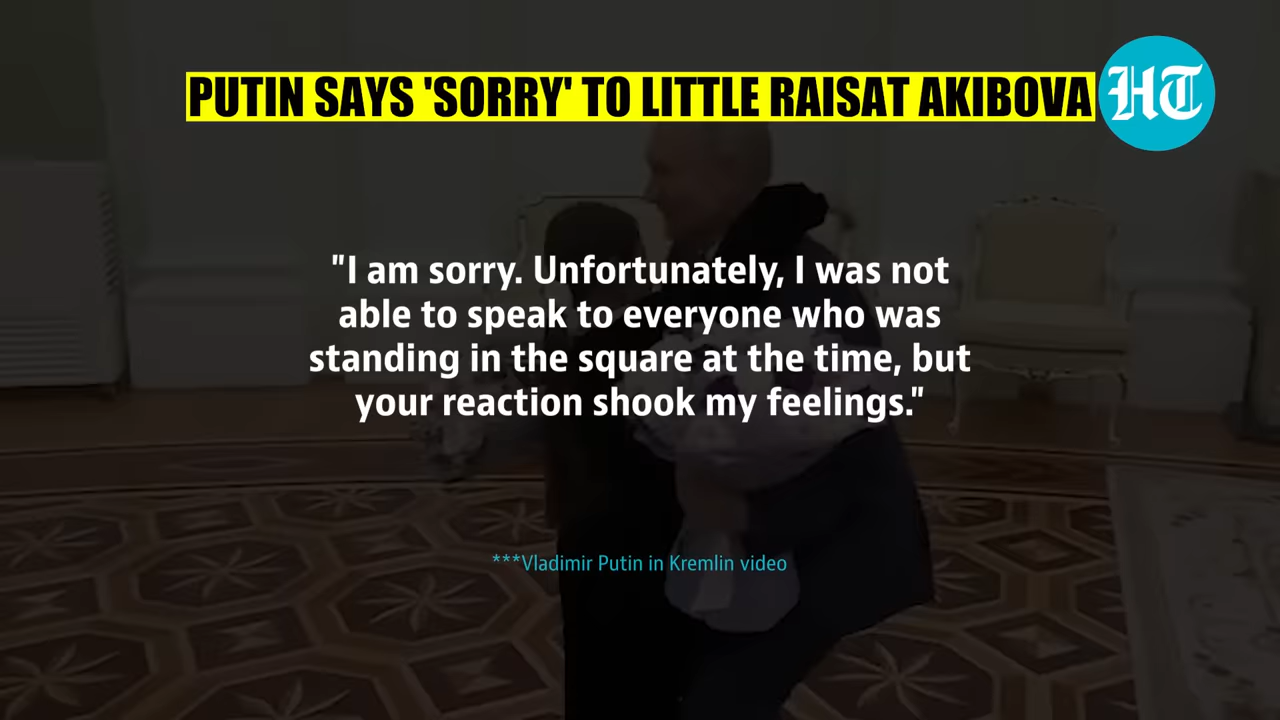 PUTIN SAYS 'SORRY' TO LITTLE RAISAT AKIBOVA
HT
"I am sorry. Unfortunately, I was not
able to speak to everyone who was
standing in the square at the time, but
your reaction shook my feelings."
***Vladimir Putin in Kremlin video